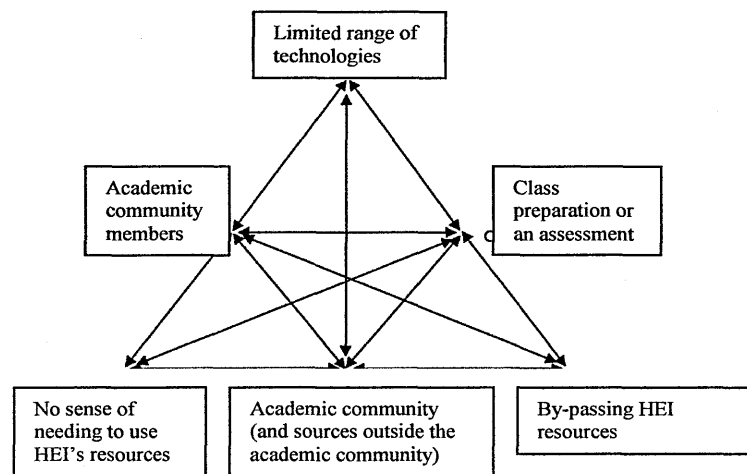 Limited range of
technologies
Academic
community
members
Class
preparation or
an assessment
No sense of
needing to use
HEI's resources
Academic community
(and sources outside the
academic community)
By-passing HEI
resources